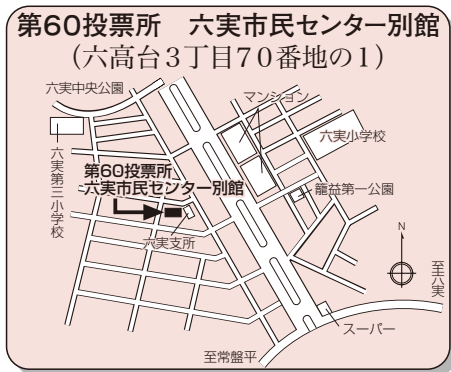 第60投票所　六実市民センター別館
(六高台3丁目70番地の1)
六実中央公園
マンション
六実小学校
六実第三小学校
第60投票所
六実市民センター別館
籠益第一公園
六実支所
N
至六実
スーパー
至常盤平